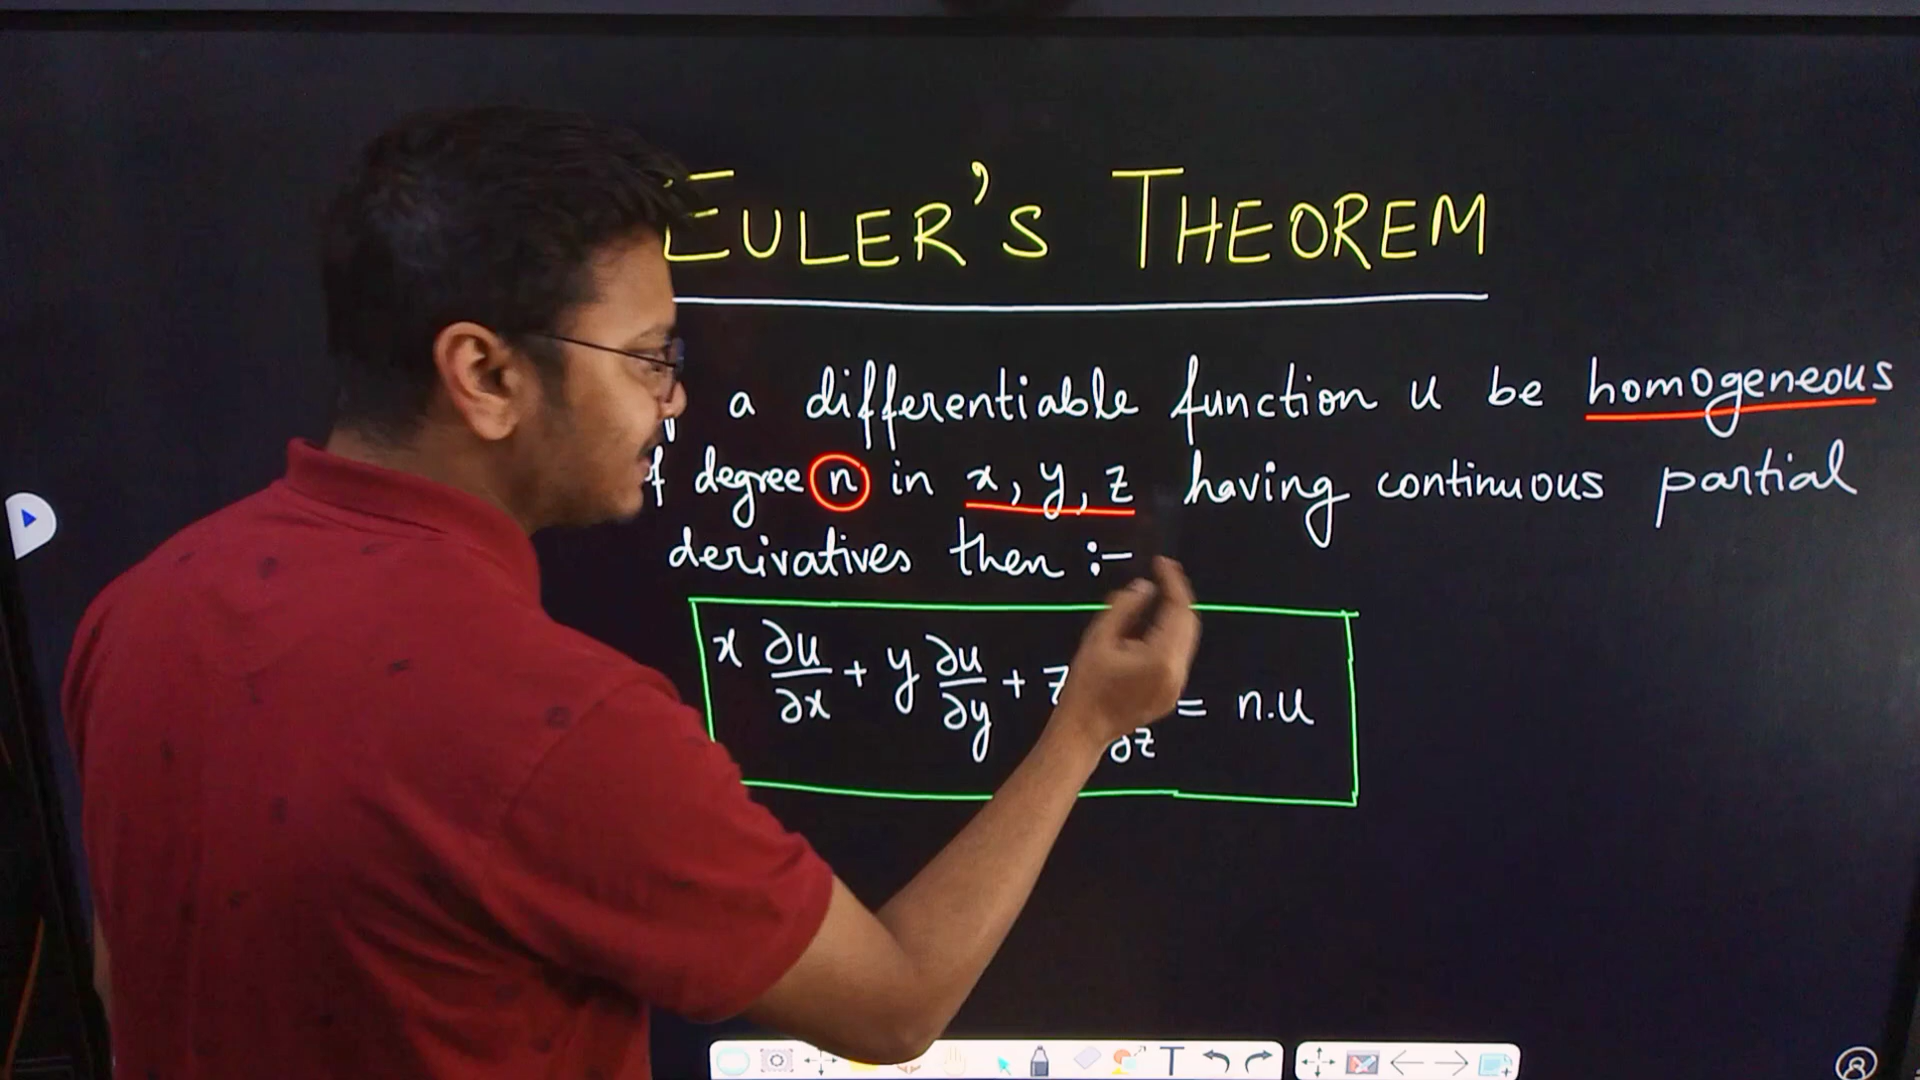 EULER'S THEOREM
a differentiable function u be homogeneous
degree n in x, y, z having continuous partial
derivatives then :-
x ∂u/∂x + y ∂u/∂y + z /∂z = n.u
T